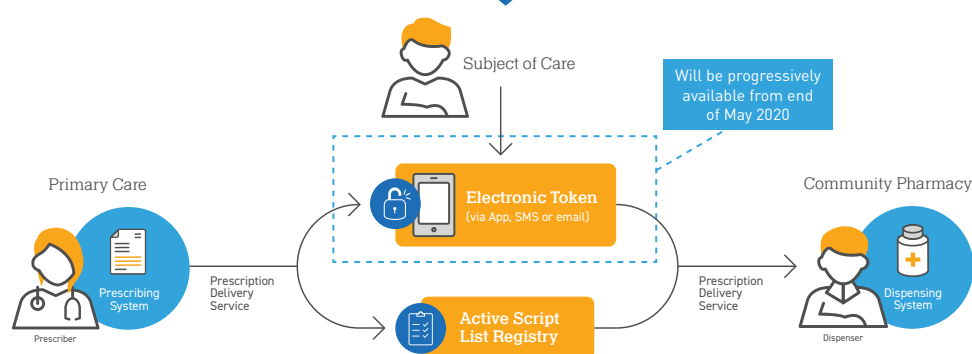 Subject of Care
Will be progressively
available from end
of May 2020
Primary Care
Prescribing
System
Prescriber
Prescription
Delivery
Service
Electronic Token
(via App, SMS or email)
Active Script
List Registry
Prescription
Delivery
Service
Community Pharmacy
Dispensing
System
Dispenser